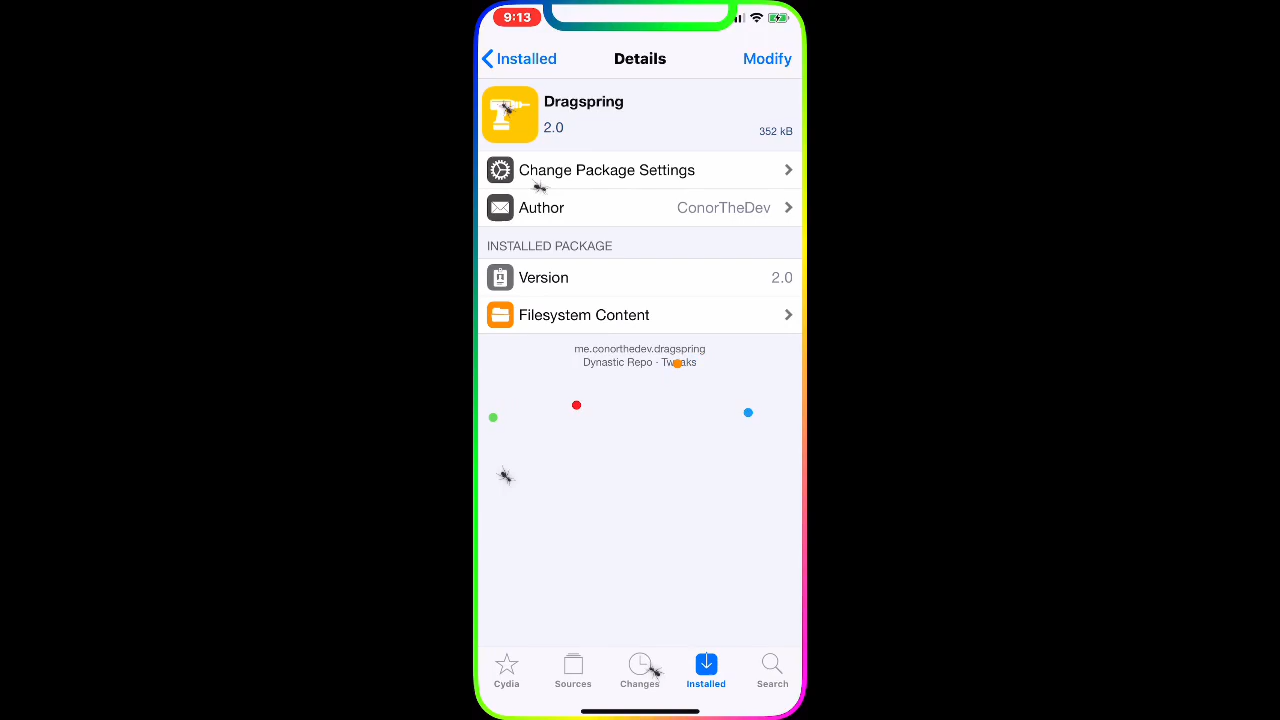 9:13
Installed
Details
Modify
Dragspring
2.0
352 kB
Change Package Settings
Author
ConorTheDev
INSTALLED PACKAGE
Version
2.0
Filesystem Content
me.conorthedev.dragspring
Dynastic Repo - Tweaks
Cydia
Sources
Changes
Installed
Search